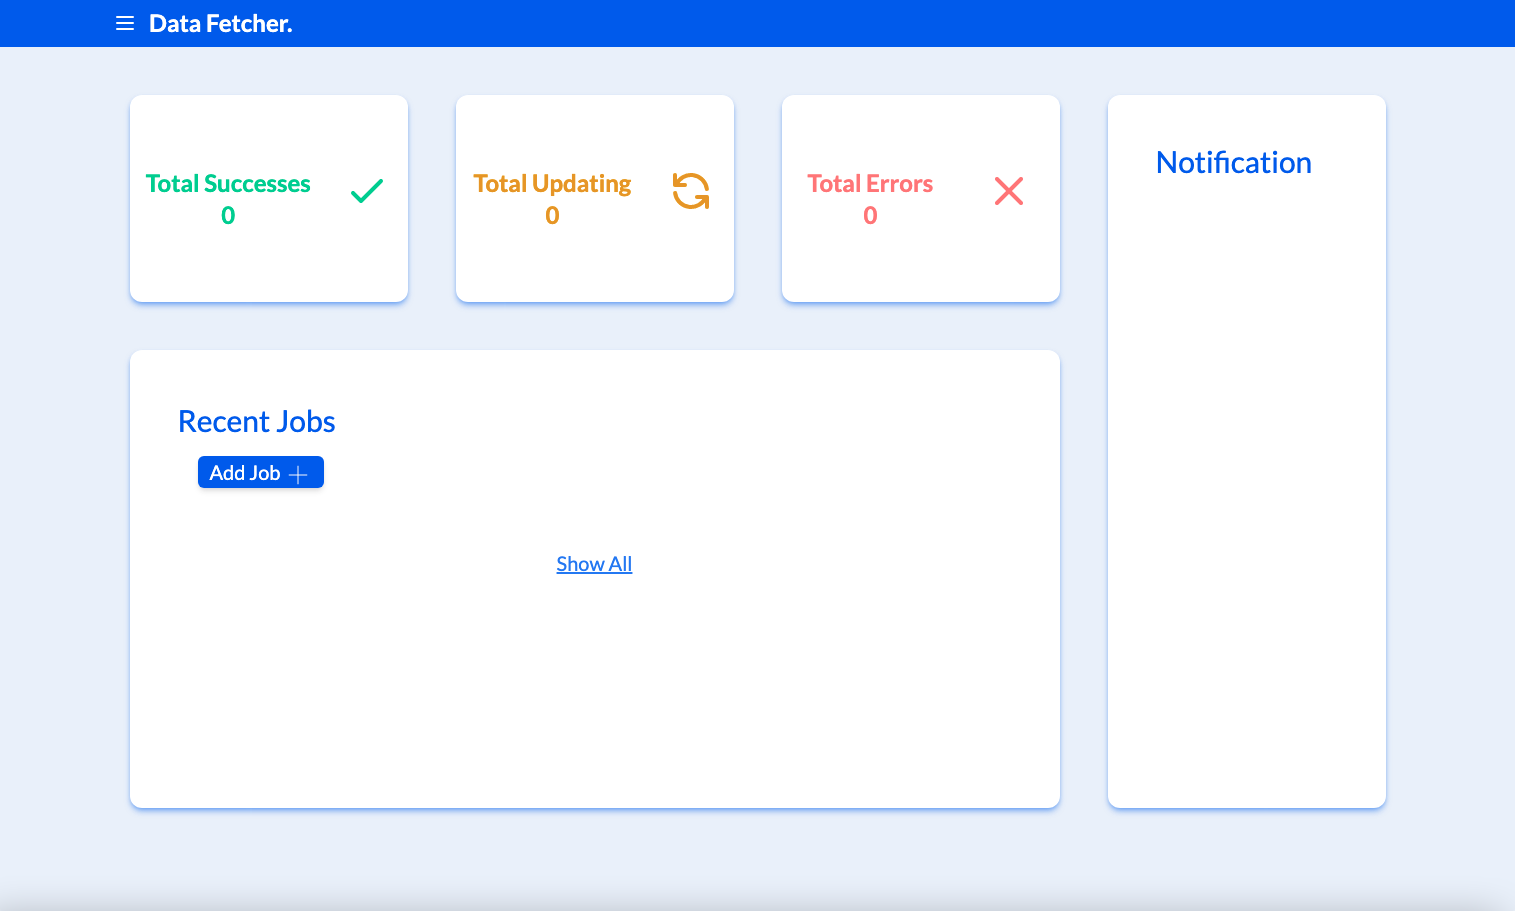 Data Fetcher.
Total Successes
0
Total Updating
0
Total Errors
0
Notification
Recent Jobs
Add Job
Show All